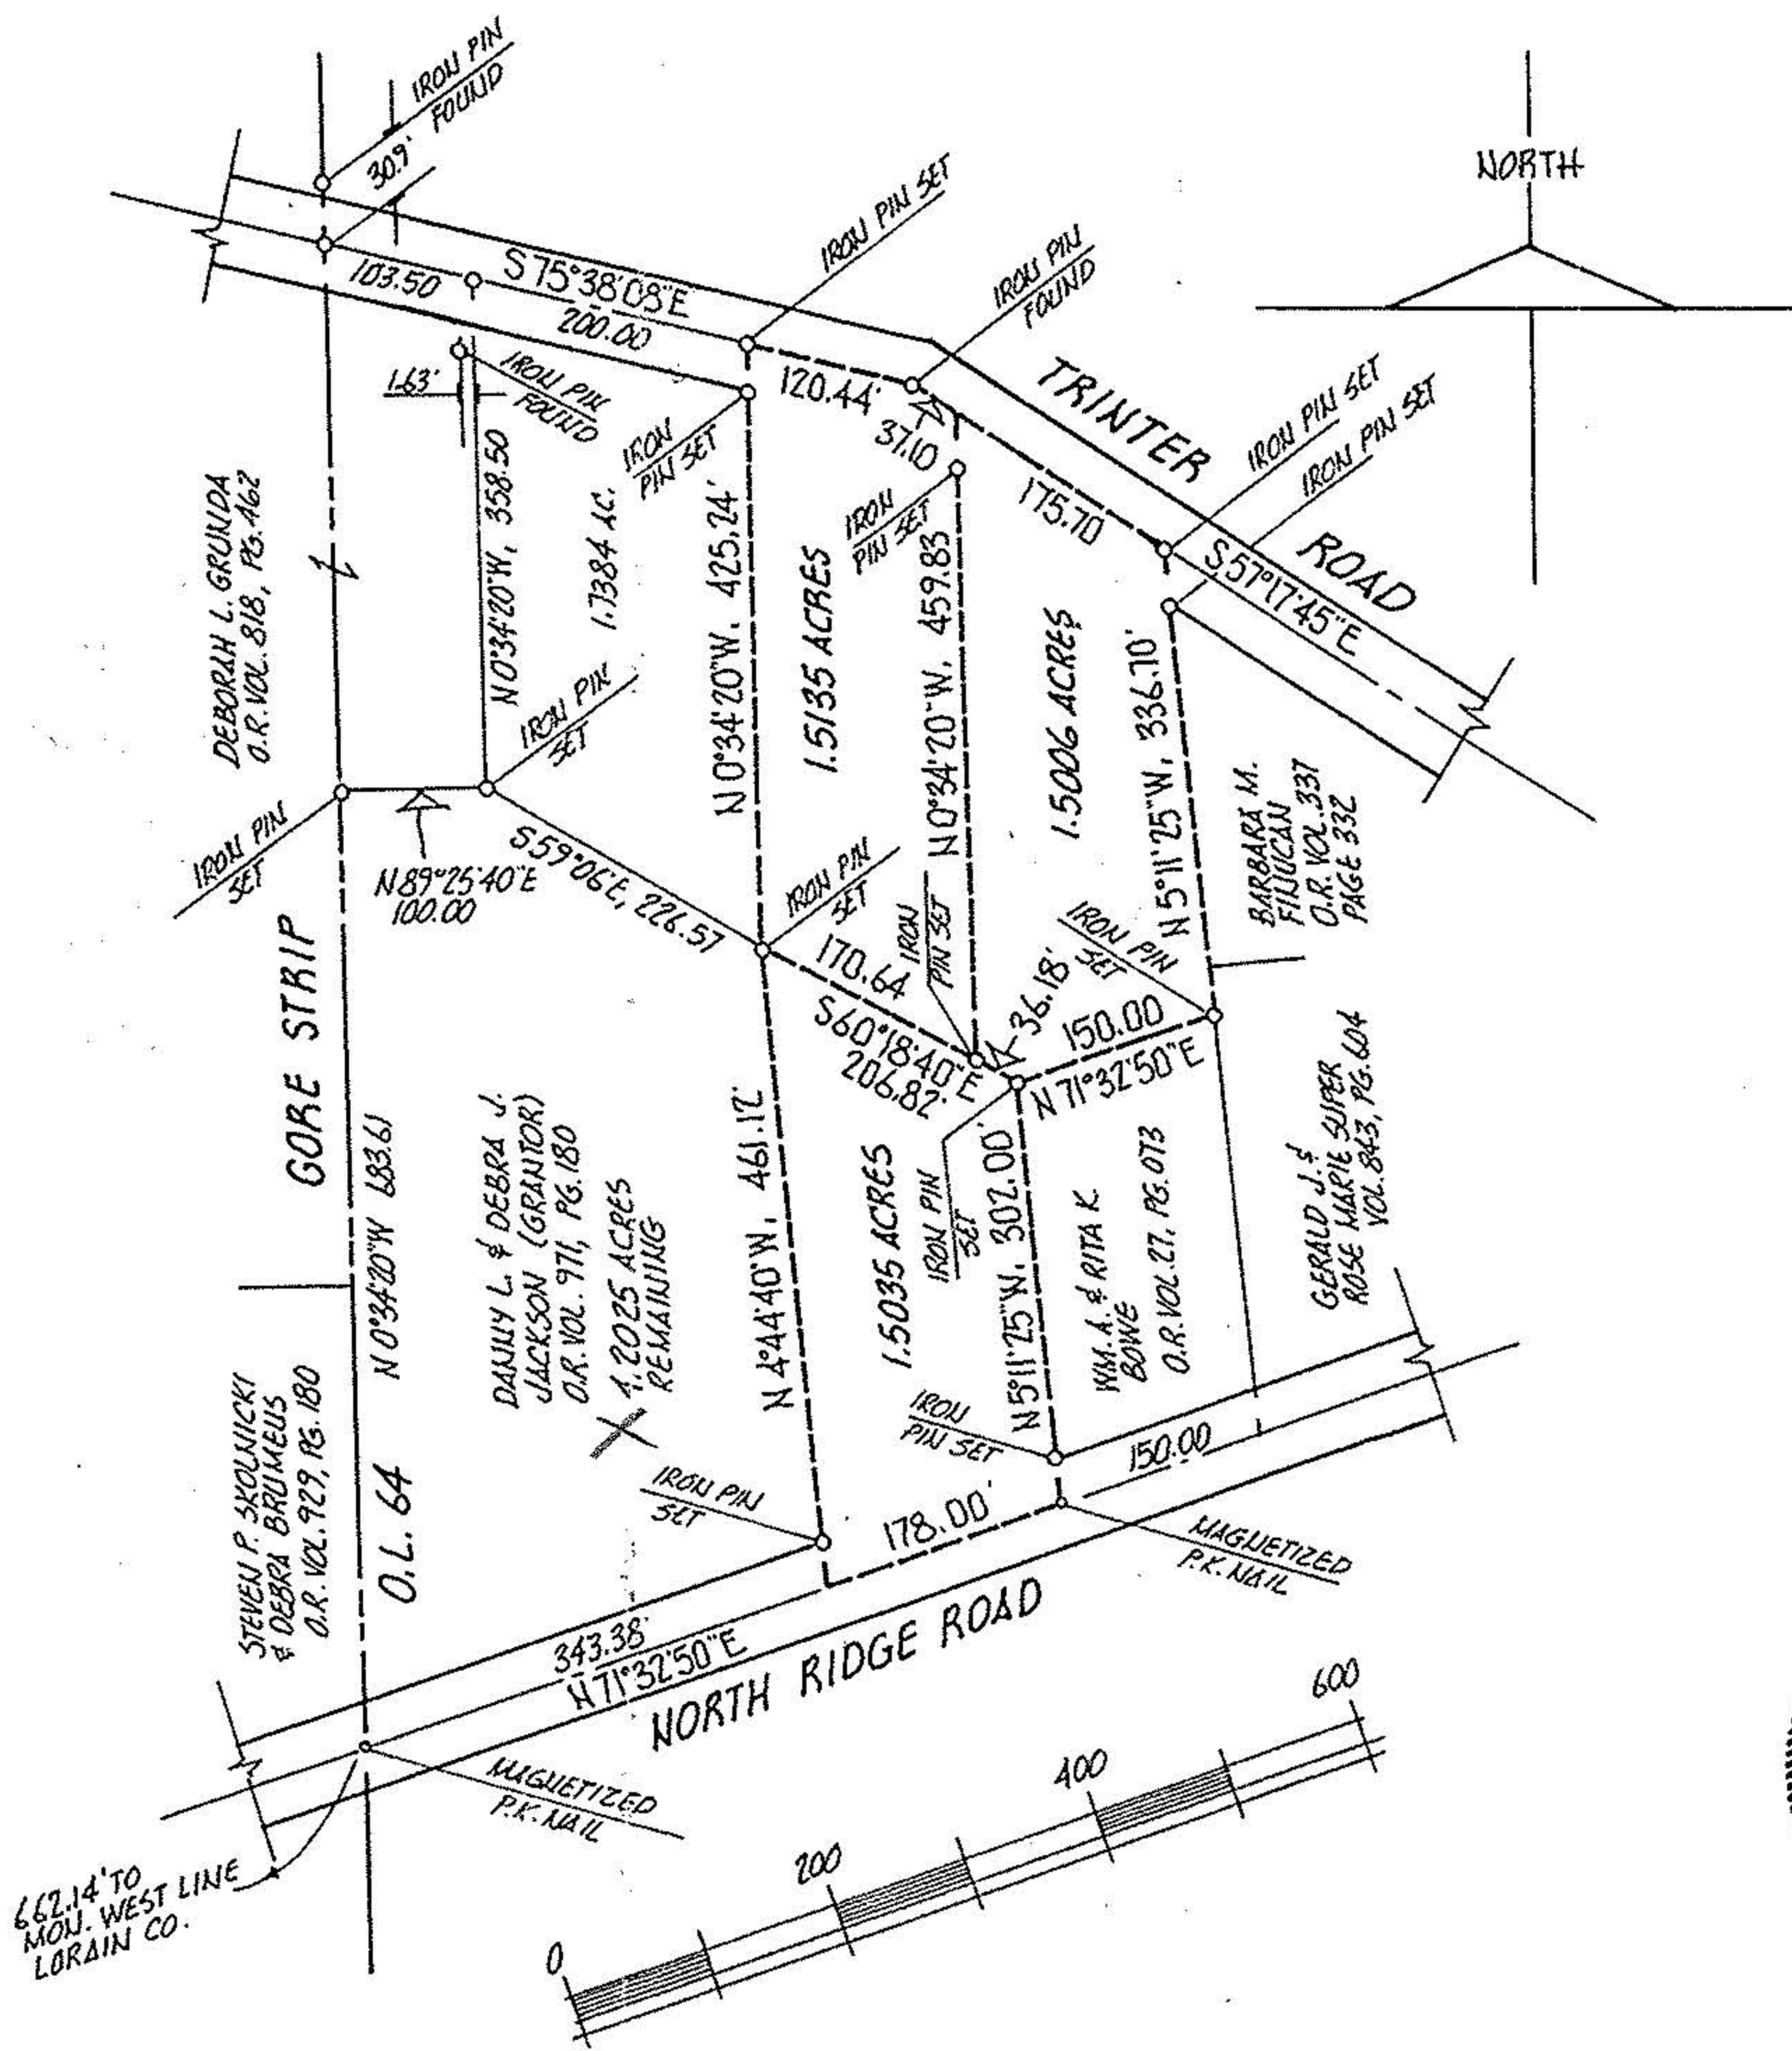 IRON PIN
FOUND
30.9'
NORTH
IRON PIN SET
IRON PIN
FOUND
103.50
S75°38'08"E
200.00
1.63'
IRON PIN
FOUND
IRON
PIN SET
120.44'
37.10
TRINTER ROAD
IRON PIN SET
IRON PIN SET
S57°17'45"E
175.70
IRON
PIN SET
DEBORAH L. GRUNDA
O.R. VOL. 818, PG. 462
N0°34'20"W, 358.50
1.7384 AC.
N0°34'20"W. 425.24'
1.5135 ACRES
N0°34'20"W. 459.83
1.5006 ACRES
N5°11'25"W, 336.70'
BARBARA M.
FINUCAN
O.R. VOL. 337
PAGE 332
IRON PIN
SET
IRON PIN
SET
N89°25'40"E
100.00
S59°06'E, 226.57
IRON PIN
SET
IRON
PIN SET
IRON PIN
SET
170.64
S60°18'40"E
206.82'
36.18'
150.00
N71°32'50"E
GORE STRIP
N0°34'20"W 683.61
DANNY L. & DEBRA J.
JACKSON (GRANTOR)
O.R. VOL. 971, PG. 180
4.2025 ACRES
REMAINING
N4°44'40"W, 461.12'
1.5035 ACRES
IRON PIN
SET
N5°11'25"W. 302.00'
WM. A. & RITA K.
BOWE
O.R. VOL. 27, PG. 073
GERALD J. &
ROSE MARIE SUPER
VOL. 843, PG. 604
STEVEN P. SKOLNICKI
& DEBRA BRUMEUS
O.R. VOL. 929, PG. 180
O.L. 64
IRON PIN
SET
IRON
PIN SET
178.00'
150.00
MAGNETIZED
P.K. NAIL
343.38'
N71°32'50"E
NORTH RIDGE ROAD
MAGNETIZED
P.K. NAIL
662.14' TO
MON. WEST LINE
LORAIN CO.
0 200 400 600